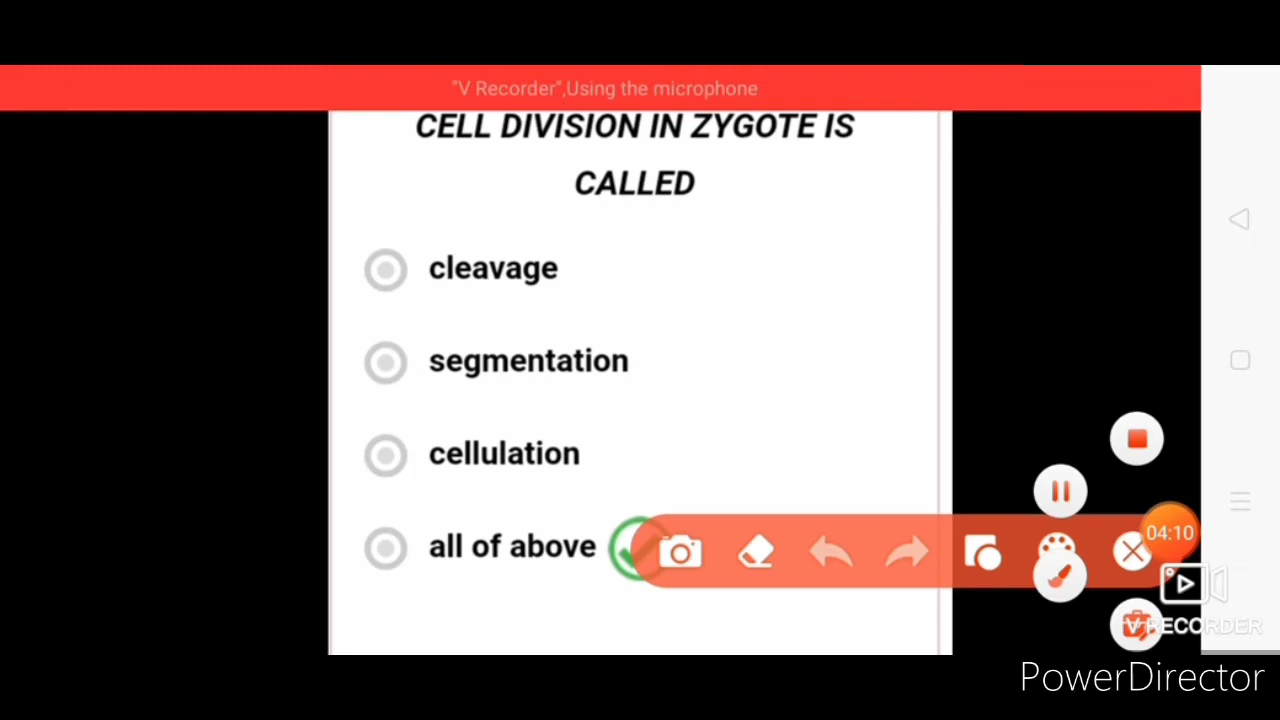 "V Recorder",Using the microphone
CELL DIVISION IN ZYGOTE IS
CALLED
cleavage
segmentation
cellulation
all of above
04:10
V RECORDER
PowerDirector